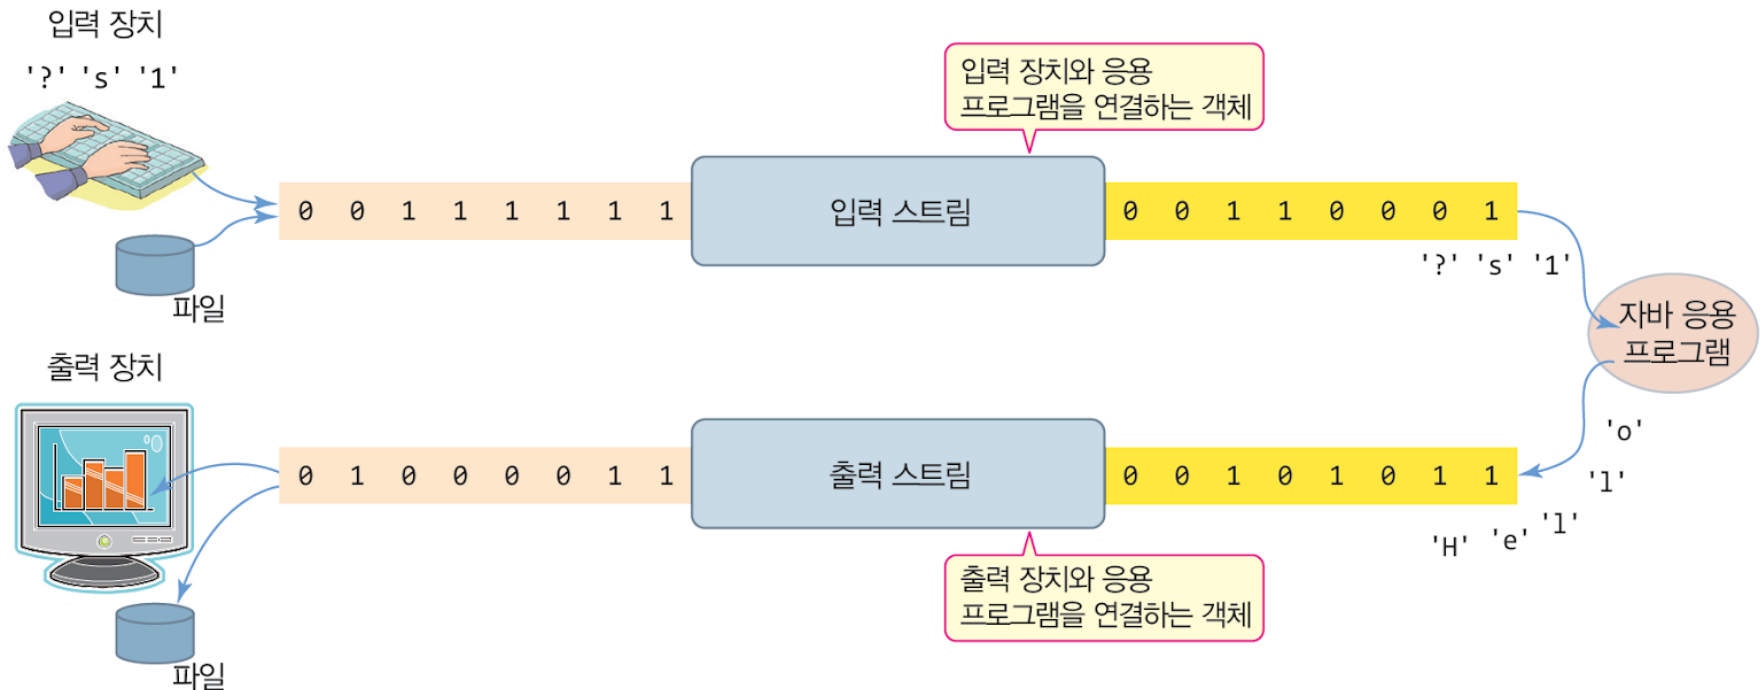 입력 장치
'?' 's' '1'
입력 장치와 응용
프로그램을 연결하는 객체
0 0 1 1 1 1 1 1
입력 스트림
0 0 1 1 0 0 0 1
'?' 's' '1'
파일
자바 응용
프로그램
출력 장치
0 1 0 0 0 0 1 1
출력 스트림
0 0 1 0 1 0 1 1
'o'
'l'
'l'
'e'
'H'
출력 장치와 응용
프로그램을 연결하는 객체
파일